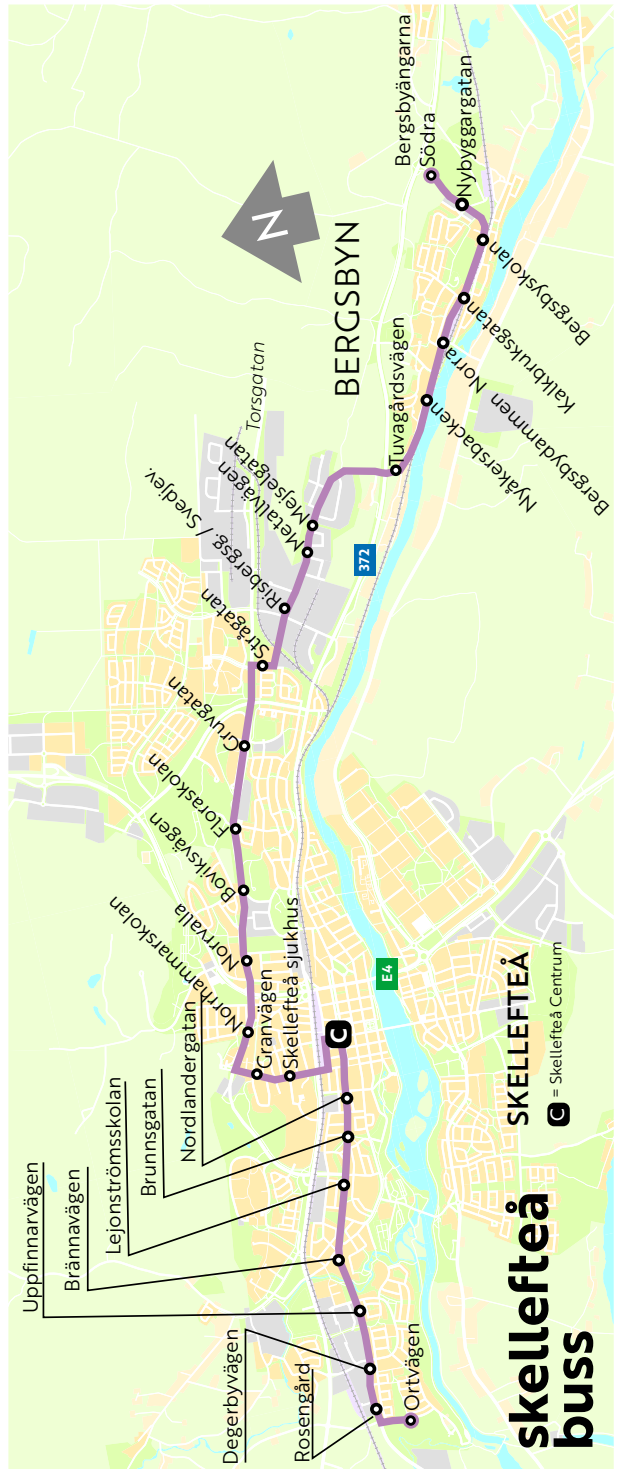 Uppfinnarvägen
Brännavägen
Lejonströmsskolan
Brunnsgatan
Nordlandergatan
Degerbyvägen
Rosengård
Ortvägen
C
Skellefteå sjukhus
Granvägen
Norrhammarskolan
Norrvalla
Boviksvägen
Floraskolan
Gruvgatan
Strågatan
Risbergsg. / Svedjev.
Metallvägen
Mejselgatan
Torsgatan
Tuvagårdsvägen
Nyåkersbacken
Bergsbydammen Norra
Kalkbruksgatan
Bergsbyskolan
Nybyggargatan
Bergsbyängarna
Södra
N
BERGSBYN
372
E4
SKELLEFTEÅ
C = Skellefteå Centrum
skellefteå
buss